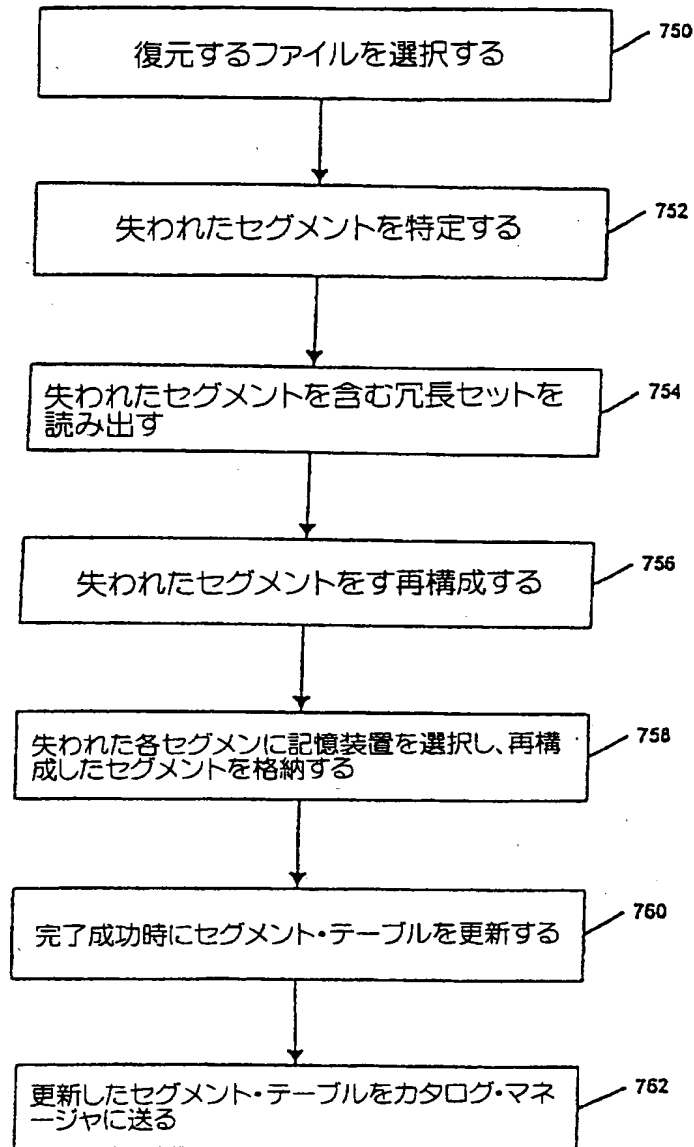 復元するファイルを選択する
750
失われたセグメントを特定する
752
失われたセグメントを含む冗長セットを
読み出す
754
失われたセグメントをす再構成する
756
失われた各セグメンに記憶装置を選択し、再構
成したセグメントを格納する
758
完了成功時にセグメント・テーブルを更新する
760
更新したセグメント・テーブルをカタログ・マネ
ージャに送る
762